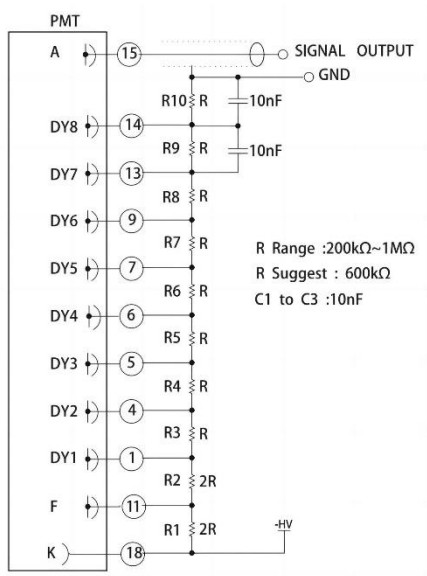 PMT
A 15 SIGNAL OUTPUT
GND
R10 R 10nF
DY8 14
R9 R 10nF
DY7 13
R8 R
DY6 9
R7 R
R Range :200kΩ~1MΩ
DY5 7
R Suggest : 600kΩ
R6 R
C1 to C3 :10nF
DY4 6
R5 R
DY3 5
R4 R
DY2 4
R3 R
DY1 1
R2 2R
F 11
R1 2R -HV
K 18